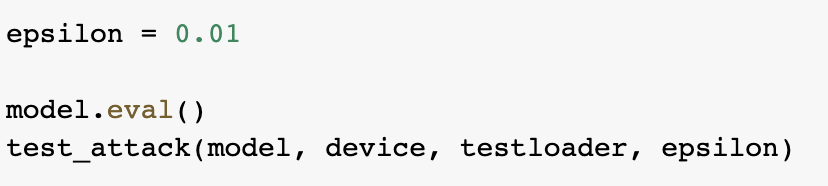 epsilon = 0.01
model.eval()
test_attack(model, device, testloader, epsilon)